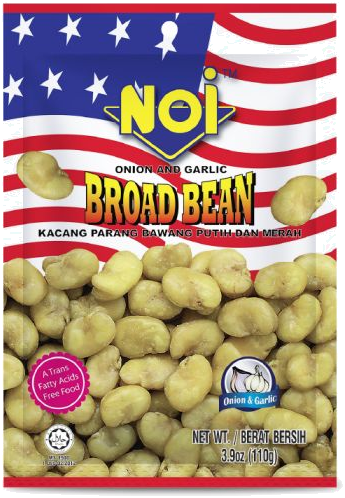 NOi TM
ONION AND GARLIC
BROAD BEAN
KACANG PARANG BAWANG PUTIH DAN MERAH
A Trans
Fatty Acids
Free Food
Onion & Garlic
NET WT. / BERAT BERSIH
3.9oz (110g)